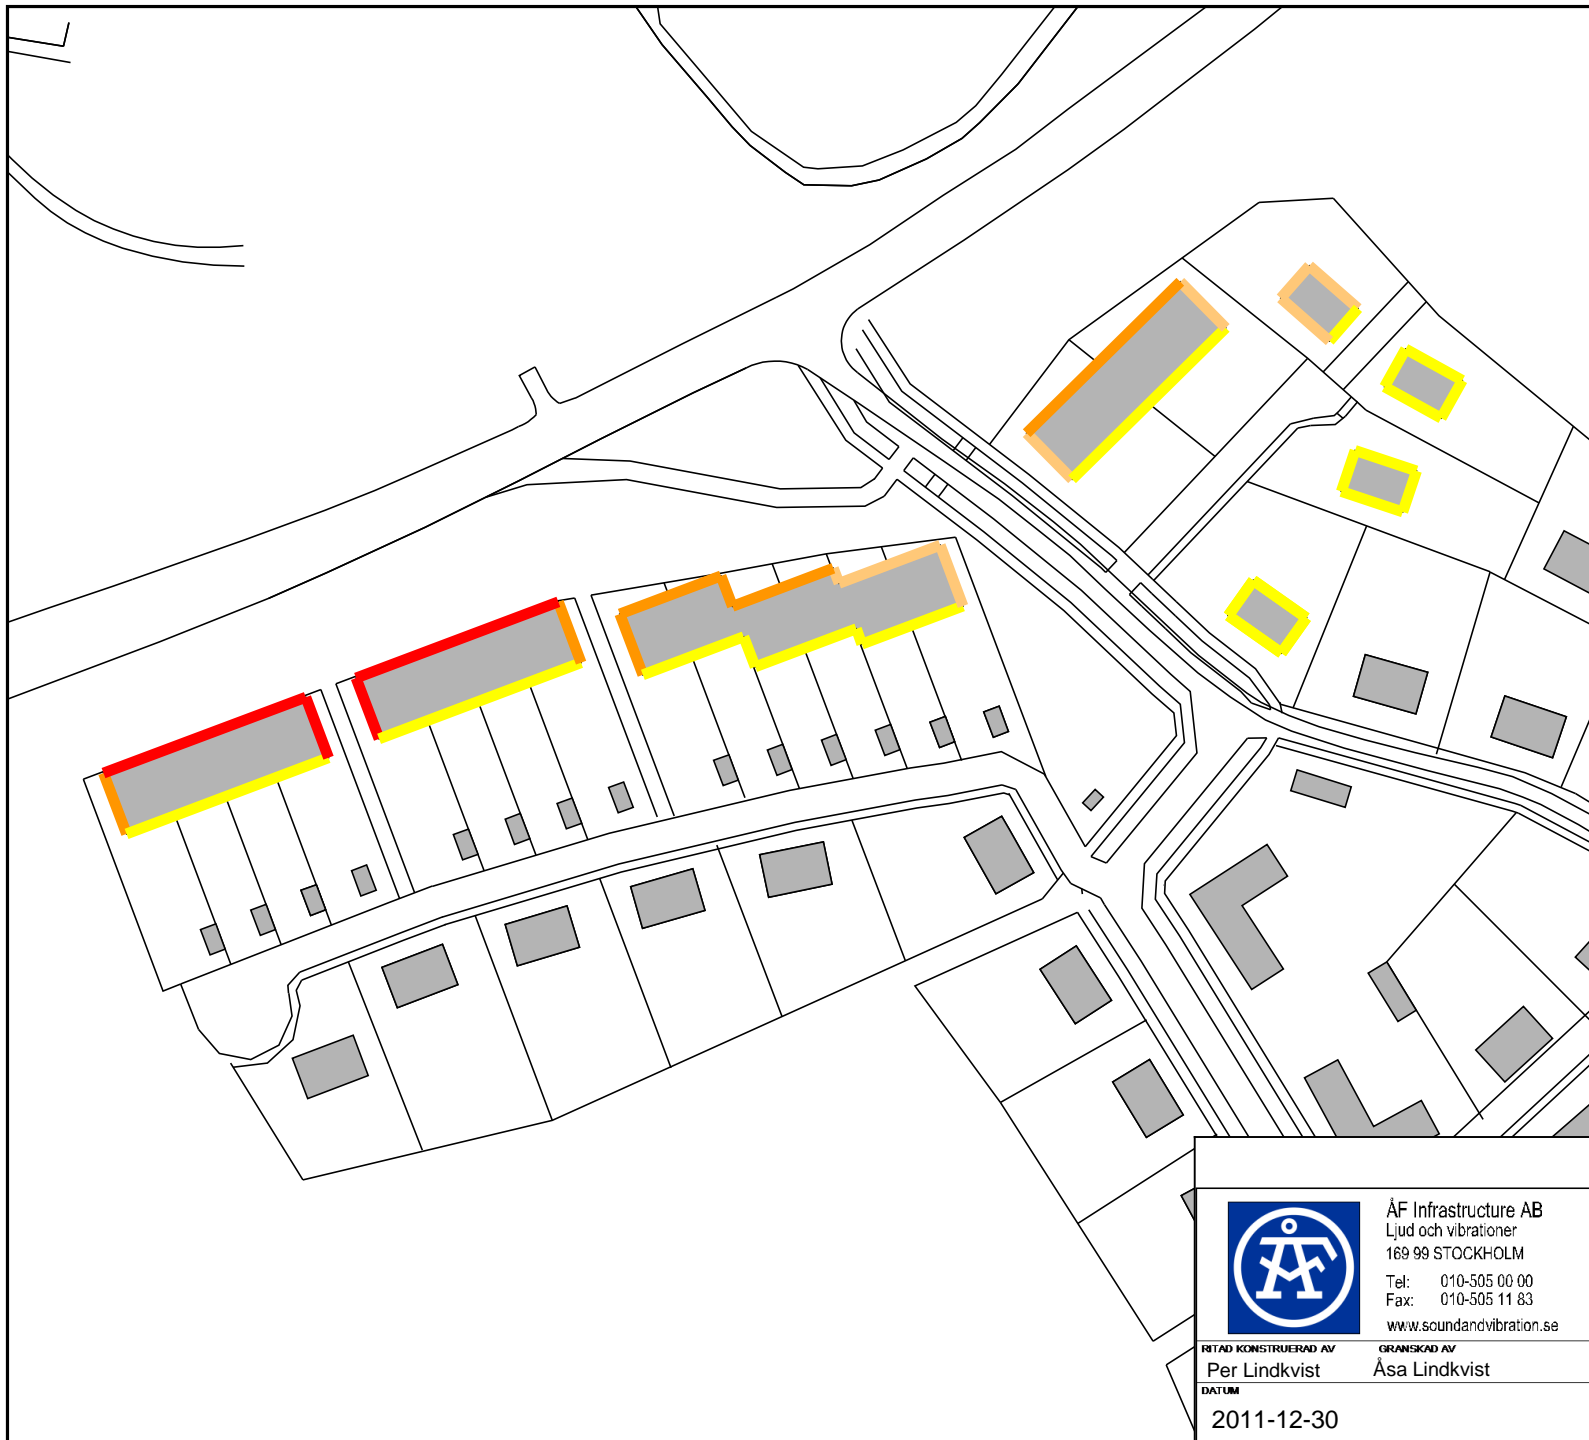 ÅF Infrastructure AB
Ljud och vibrationer
169 99 STOCKHOLM
Tel: 010-505 00 00
Fax: 010-505 11 83
www.soundandvibration.se
ÅF
RITAD KONSTRUERAD AV GRANSKAD AV
Per Lindkvist Åsa Lindkvist
DATUM
2011-12-30